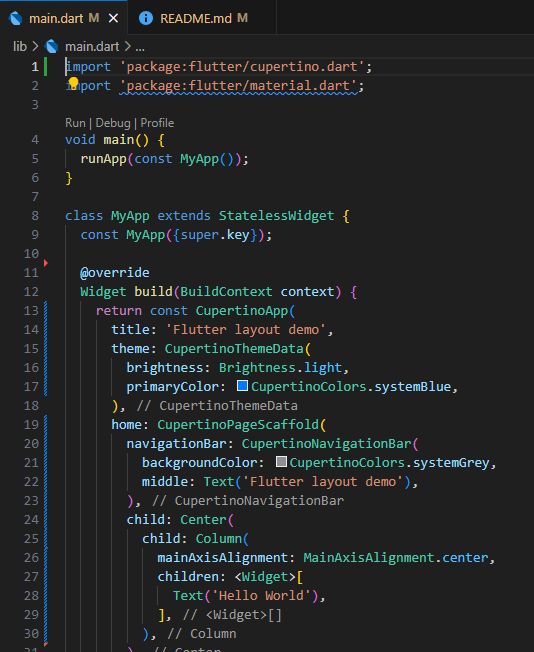 main.dart M README.md M
lib > main.dart > ...
1 import 'package:flutter/cupertino.dart';
2 import 'package:flutter/material.dart';
3
Run | Debug | Profile
4 void main() {
5 runApp(const MyApp());
6 }
7
8 class MyApp extends StatelessWidget {
9 const MyApp({super.key});
10
11 @override
12 Widget build(BuildContext context) {
13 return const CupertinoApp(
14 title: 'Flutter layout demo',
15 theme: CupertinoThemeData(
16 brightness: Brightness.light,
17 primaryColor: CupertinoColors.systemBlue,
18 ), // CupertinoThemeData
19 home: CupertinoPageScaffold(
20 navigationBar: CupertinoNavigationBar(
21 backgroundColor: CupertinoColors.systemGrey,
22 middle: Text('Flutter layout demo'),
23 ), // CupertinoNavigationBar
24 child: Center(
25 child: Column(
26 mainAxisAlignment: MainAxisAlignment.center,
27 children: <Widget>[
28 Text('Hello World'),
29 ], // <Widget>[]
30 ), // Column
31 ), // Center